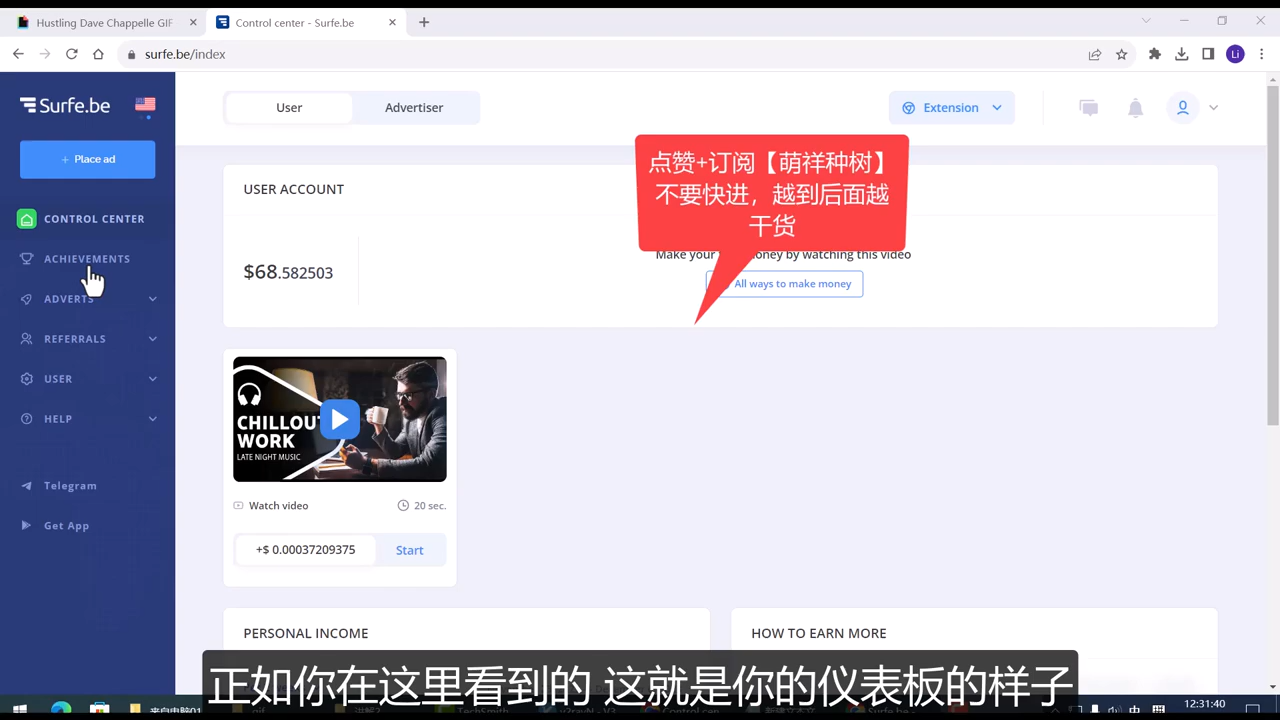 Hustling Dave Chappelle GIF
Control center - Surfe.be
surfe.be/index
Li
Surfe.be
User
Advertiser
Extension
+ Place ad
点赞+订阅【萌祥种树】
不要快进，越到后面越
干货
USER ACCOUNT
CONTROL CENTER
ACHIEVEMENTS
Make your
oney by watching this video
$68.582503
All ways to make money
ADVERTS
REFERRALS
USER
HELP
CHILLOUT
WORK
LATE NIGHT MUSIC
Telegram
Watch video
20 sec.
Get App
+$ 0.00037209375
Start
PERSONAL INCOME
HOW TO EARN MORE
正如你在这里看到的 这就是你的仪表板的样子
12:31:40